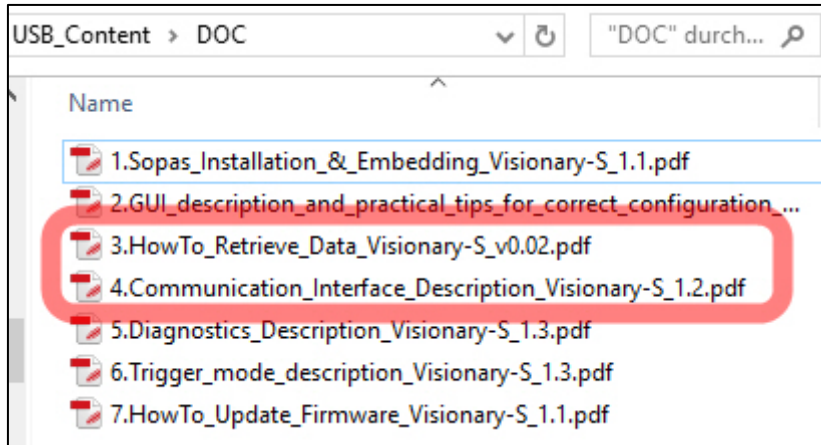 USB_Content > DOC "DOC" durch...
Name
1.Sopas_Installation_&_Embedding_Visionary-S_1.1.pdf
2.GUI_description_and_practical_tips_for_correct_configuration_...
3.HowTo_Retrieve_Data_Visionary-S_v0.02.pdf
4.Communication_Interface_Description_Visionary-S_1.2.pdf
5.Diagnostics_Description_Visionary-S_1.3.pdf
6.Trigger_mode_description_Visionary-S_1.3.pdf
7.HowTo_Update_Firmware_Visionary-S_1.1.pdf